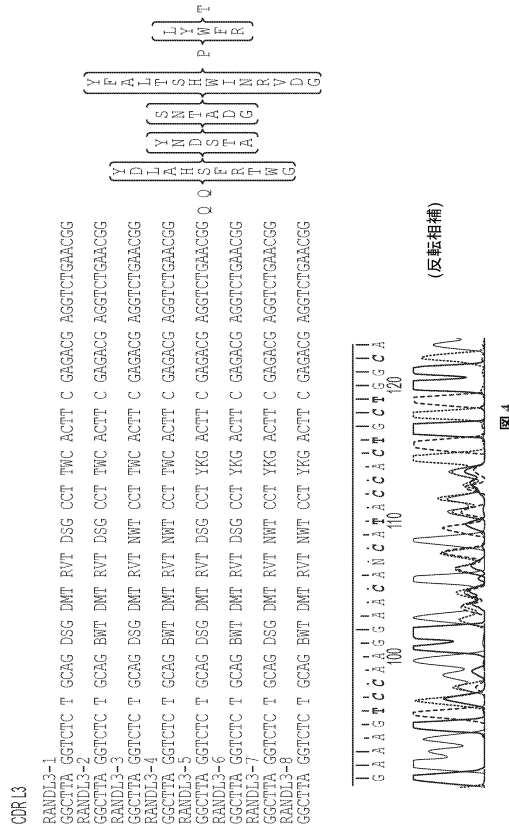 CDR L3
RANDL3-1
GGCTTA GGTCTC T GCAG DSG DMT RVT DSG CCT TWC ACTT C GAGACG AGGTCTGAACGG
RANDL3-2
GGCTTA GGTCTC T GCAG BWT DMT RVT DSG CCT TWC ACTT C GAGACG AGGTCTGAACGG
RANDL3-3
GGCTTA GGTCTC T GCAG DSG DMT RVT NWT CCT TWC ACTT C GAGACG AGGTCTGAACGG
RANDL3-4
GGCTTA GGTCTC T GCAG BWT DMT RVT NWT CCT TWC ACTT C GAGACG AGGTCTGAACGG
RANDL3-5
GGCTTA GGTCTC T GCAG DSG DMT RVT DSG CCT YKG ACTT C GAGACG AGGTCTGAACGG
RANDL3-6
GGCTTA GGTCTC T GCAG BWT DMT RVT DSG CCT YKG ACTT C GAGACG AGGTCTGAACGG
RANDL3-7
GGCTTA GGTCTC T GCAG DSG DMT RVT NWT CCT YKG ACTT C GAGACG AGGTCTGAACGG
RANDL3-8
GGCTTA GGTCTC T GCAG BWT DMT RVT NWT CCT YKG ACTT C GAGACG AGGTCTGAACGG
Q Q
Y D L A H S F R T W G
Y N D S T A
S N T A D G
Y F A L T S H W I N R V D G
P
L Y I W F R
T
G A A A G T C C A A G G A A C A N C A T A C C A C T G C T G G C A
100 110 120
(反転相補)
図 4